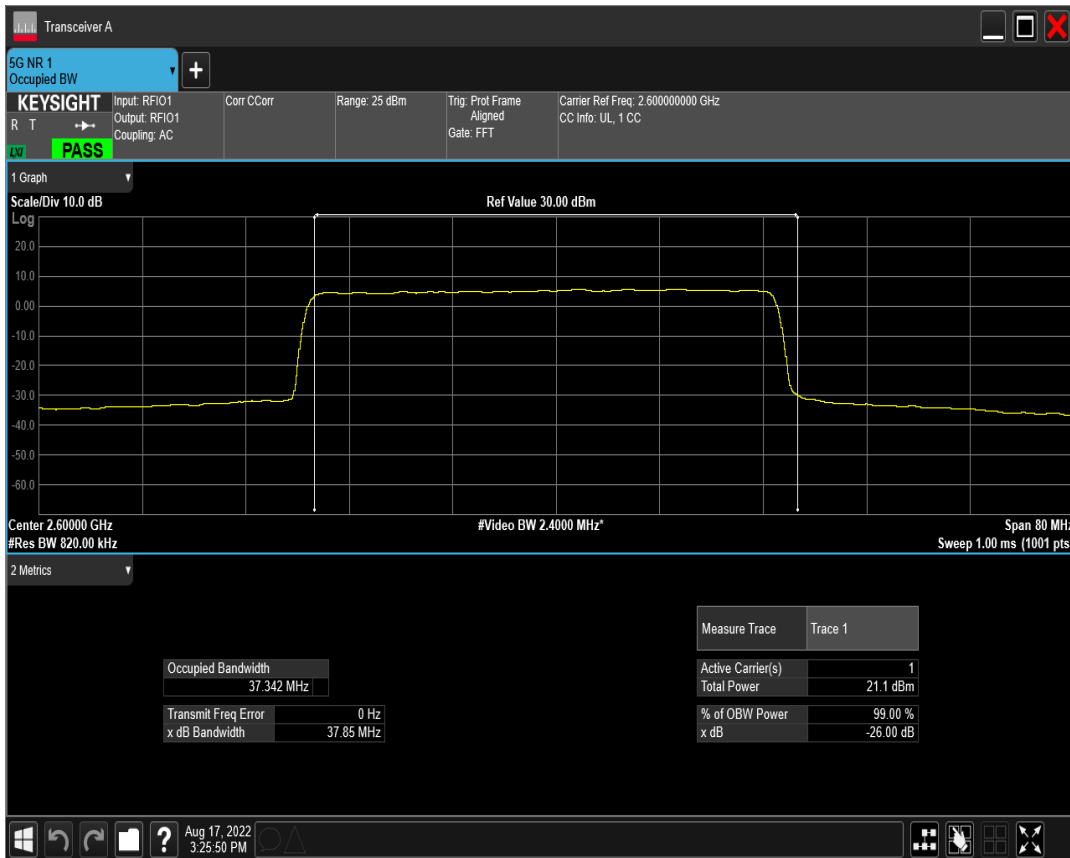 Transceiver A
5G NR 1
Occupied BW
+
KEYSIGHT
R T
LXI
PASS
Input: RFIO1
Output: RFIO1
Coupling: AC
Corr CCorr
Range: 25 dBm
Trig: Prot Frame
Aligned
Gate: FFT
Carrier Ref Freq: 2.600000000 GHz
CC Info: UL, 1 CC
1 Graph
Scale/Div 10.0 dB
Ref Value 30.00 dBm
Log
20.0
10.0
0.00
-10.0
-20.0
-30.0
-40.0
-50.0
-60.0
Center 2.60000 GHz
#Video BW 2.4000 MHz*
Span 80 MHz
#Res BW 820.00 kHz
Sweep 1.00 ms (1001 pts
2 Metrics
Measure Trace Trace 1
Occupied Bandwidth
37.342 MHz
Active Carrier(s) 1
Total Power 21.1 dBm
Transmit Freq Error 0 Hz
x dB Bandwidth 37.85 MHz
% of OBW Power 99.00 %
x dB -26.00 dB
?
Aug 17, 2022
3:25:50 PM